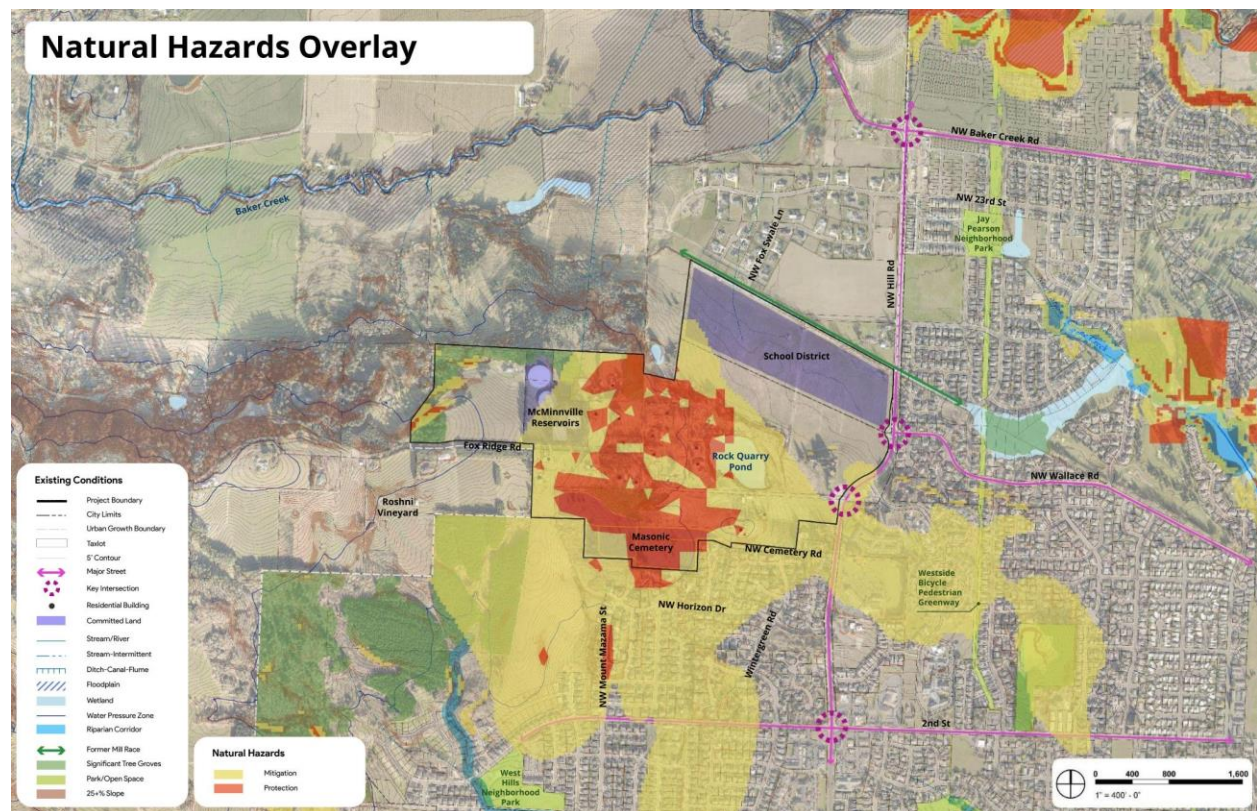 Natural Hazards Overlay
NW Baker Creek Rd
NW 23rd St
Baker Creek
Jay
Pearson
Neighborhood
Park
NW Fox Swale Ln
NW Hill Rd
School District
McMinnville
Reservoirs
Fox Ridge Rd
Rock Quarry
Pond
NW Wallace Rd
Roshni
Vineyard
Masonic
Cemetery
NW Cemetery Rd
Westside
Bicycle
Pedestrian
Greenway
NW Horizon Dr
NW Mount Mazama St
Wintergreen Rd
2nd St
West
Hills
Neighborhood
Park
Existing Conditions
Project Boundary
City Limits
Urban Growth Boundary
Taxlot
5' Contour
Major Street
Key Intersection
Residential Building
Committed Land
Stream/River
Stream-Intermittent
Ditch-Canal-Flume
Floodplain
Wetland
Water Pressure Zone
Riparian Corridor
Former Mill Race
Significant Tree Groves
Park/Open Space
25+% Slope
Natural Hazards
Mitigation
Protection
0 400 800 1,600
1" = 400' - 0"